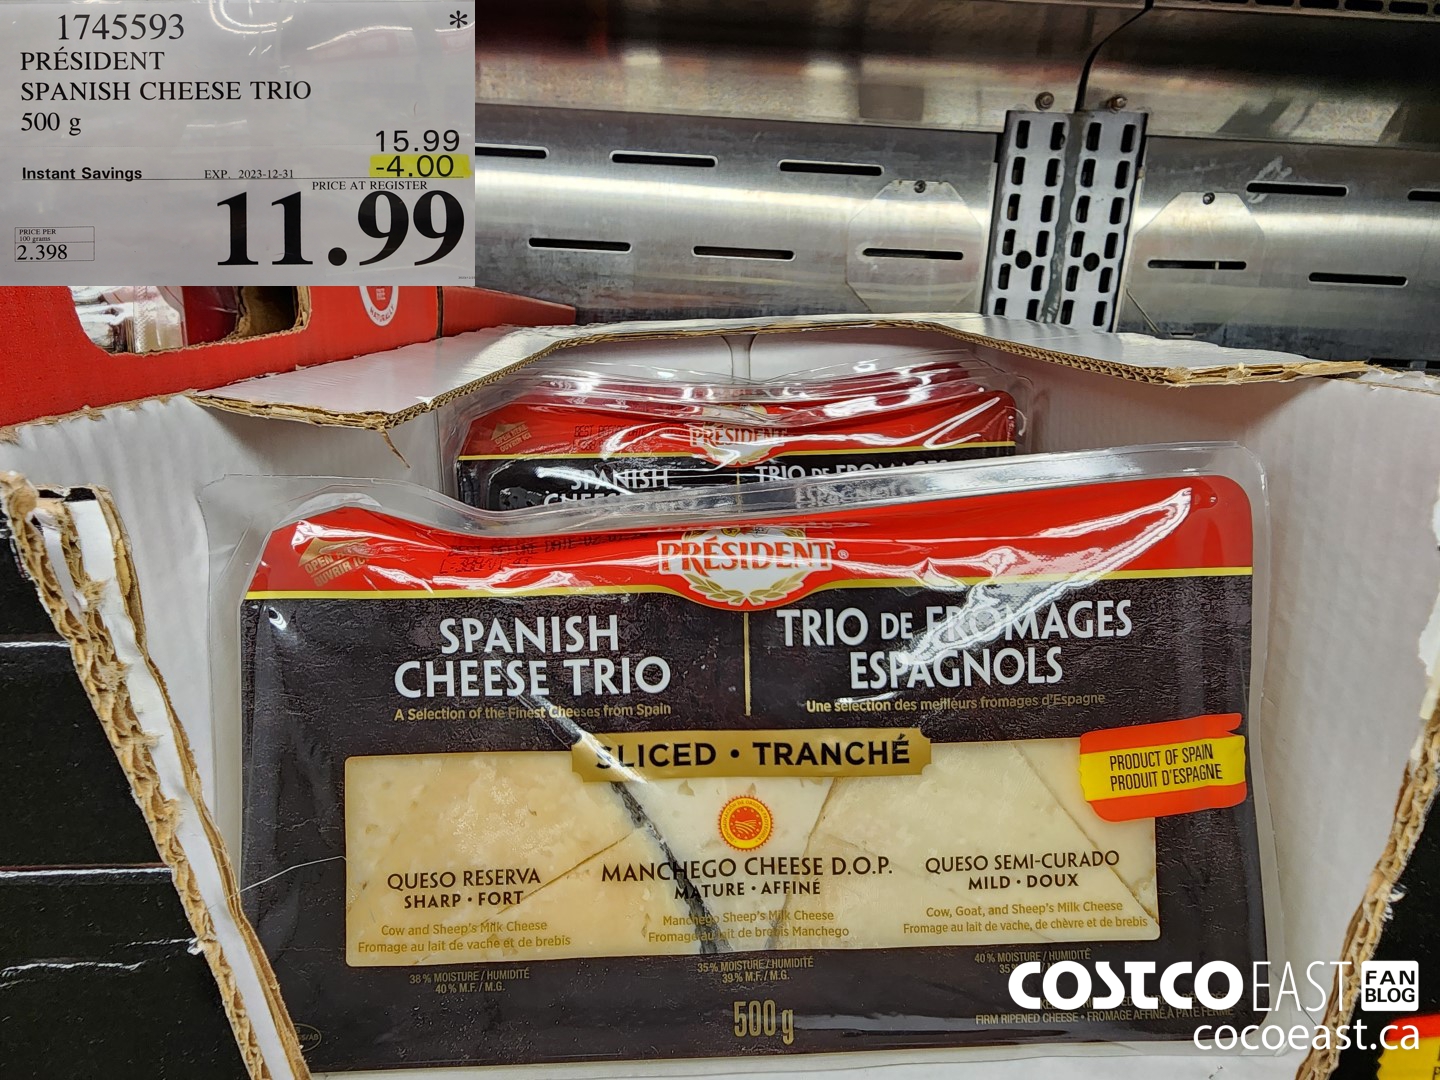 1745593 *
PRÉSIDENT
SPANISH CHEESE TRIO
500 g
15.99
-4.00
Instant Savings EXP. 2023-12-31
PRICE AT REGISTER
11.99
PRICE PER
100 grams
2.398
NATURALLY
PRÉSIDENT
SPANISH
TRIO DE FROMAGES
PRÉSIDENT®
SPANISH
CHEESE TRIO
A Selection of the Finest Cheeses from Spain
TRIO DE FROMAGES
ESPAGNOLS
Une sélection des meilleurs fromages d'Espagne
SLICED • TRANCHÉ
PRODUCT OF SPAIN
PRODUIT D'ESPAGNE
QUESO RESERVA
SHARP • FORT
Cow and Sheep's Milk Cheese
Fromage au lait de vache et de brebis
38% MOISTURE / HUMIDITÉ
40% M.F. / M.G.
MANCHEGO CHEESE D.O.P.
MATURE • AFFINÉ
Manchego Sheep's Milk Cheese
Fromage au lait de brebis Manchego
35% MOISTURE / HUMIDITÉ
39% M.F. / M.G.
QUESO SEMI-CURADO
MILD • DOUX
Cow, Goat, and Sheep's Milk Cheese
Fromage au lait de vache, de chèvre et de brebis
40% MOISTURE / HUMIDITÉ
500 g
FIRM RIPENED CHEESE • FROMAGE AFFINÉ À PÂTE FERME
COSTCO EAST FAN BLOG
cocoeast.ca